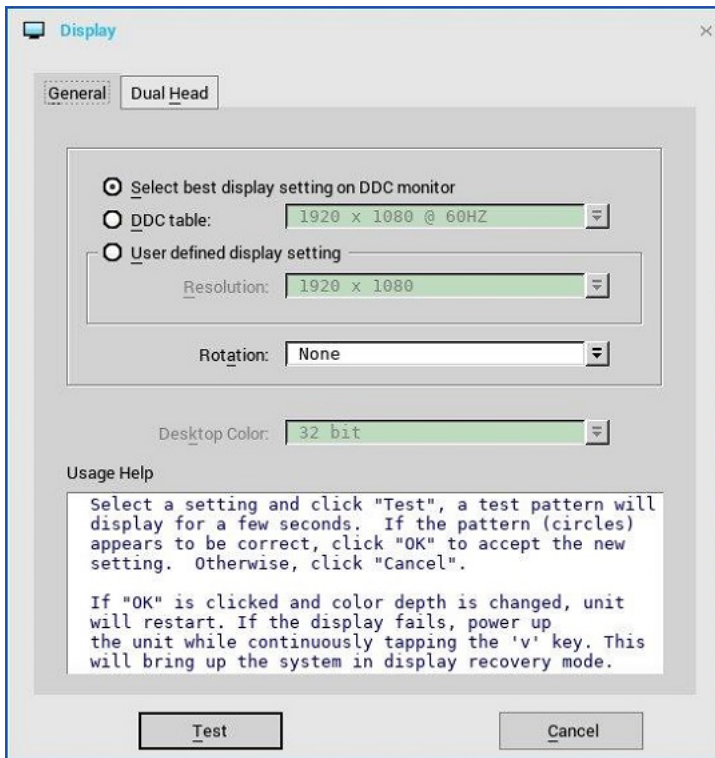 Display
General Dual Head
Select best display setting on DDC monitor
DDC table: 1920 x 1080 @ 60HZ
User defined display setting
Resolution: 1920 x 1080
Rotation: None
Desktop Color: 32 bit
Usage Help
Select a setting and click "Test", a test pattern will
display for a few seconds.  If the pattern (circles)
appears to be correct, click "OK" to accept the new
setting.  Otherwise, click "Cancel".
If "OK" is clicked and color depth is changed, unit
will restart. If the display fails, power up
the unit while continuously tapping the 'v' key. This
will bring up the system in display recovery mode.
Test Cancel